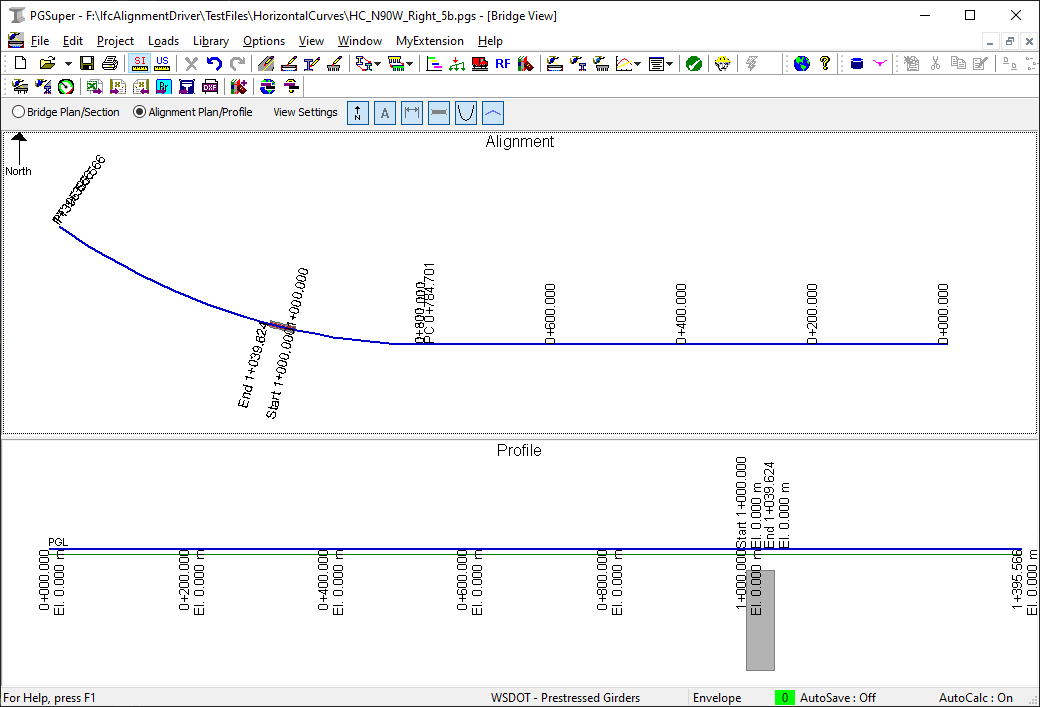 PGSuper - F:\IfcAlignmentDriver\TestFiles\HorizontalCurves\HC_N90W_Right_5b.pgs - [Bridge View]
File Edit Project Loads Library Options View Window MyExtension Help
SI US RF
DXF
Bridge Plan/Section Alignment Plan/Profile View Settings N A
Alignment
North
End 1+039.624
Start 1+000.000
1+000.000
0+800.000
PC 0+784.701
0+600.000
0+400.000
0+200.000
0+000.000
Profile
PGL
0+000.000
El. 0.000 m
0+200.000
El. 0.000 m
0+400.000
El. 0.000 m
0+600.000
El. 0.000 m
0+800.000
El. 0.000 m
Start 1+000.000
El. 0.000 m
End 1+039.624
El. 0.000 m
1+000.000
El. 0.000 m
1+395.566
El. 0.000 m
For Help, press F1 WSDOT - Prestressed Girders Envelope 0 AutoSave : Off AutoCalc : On